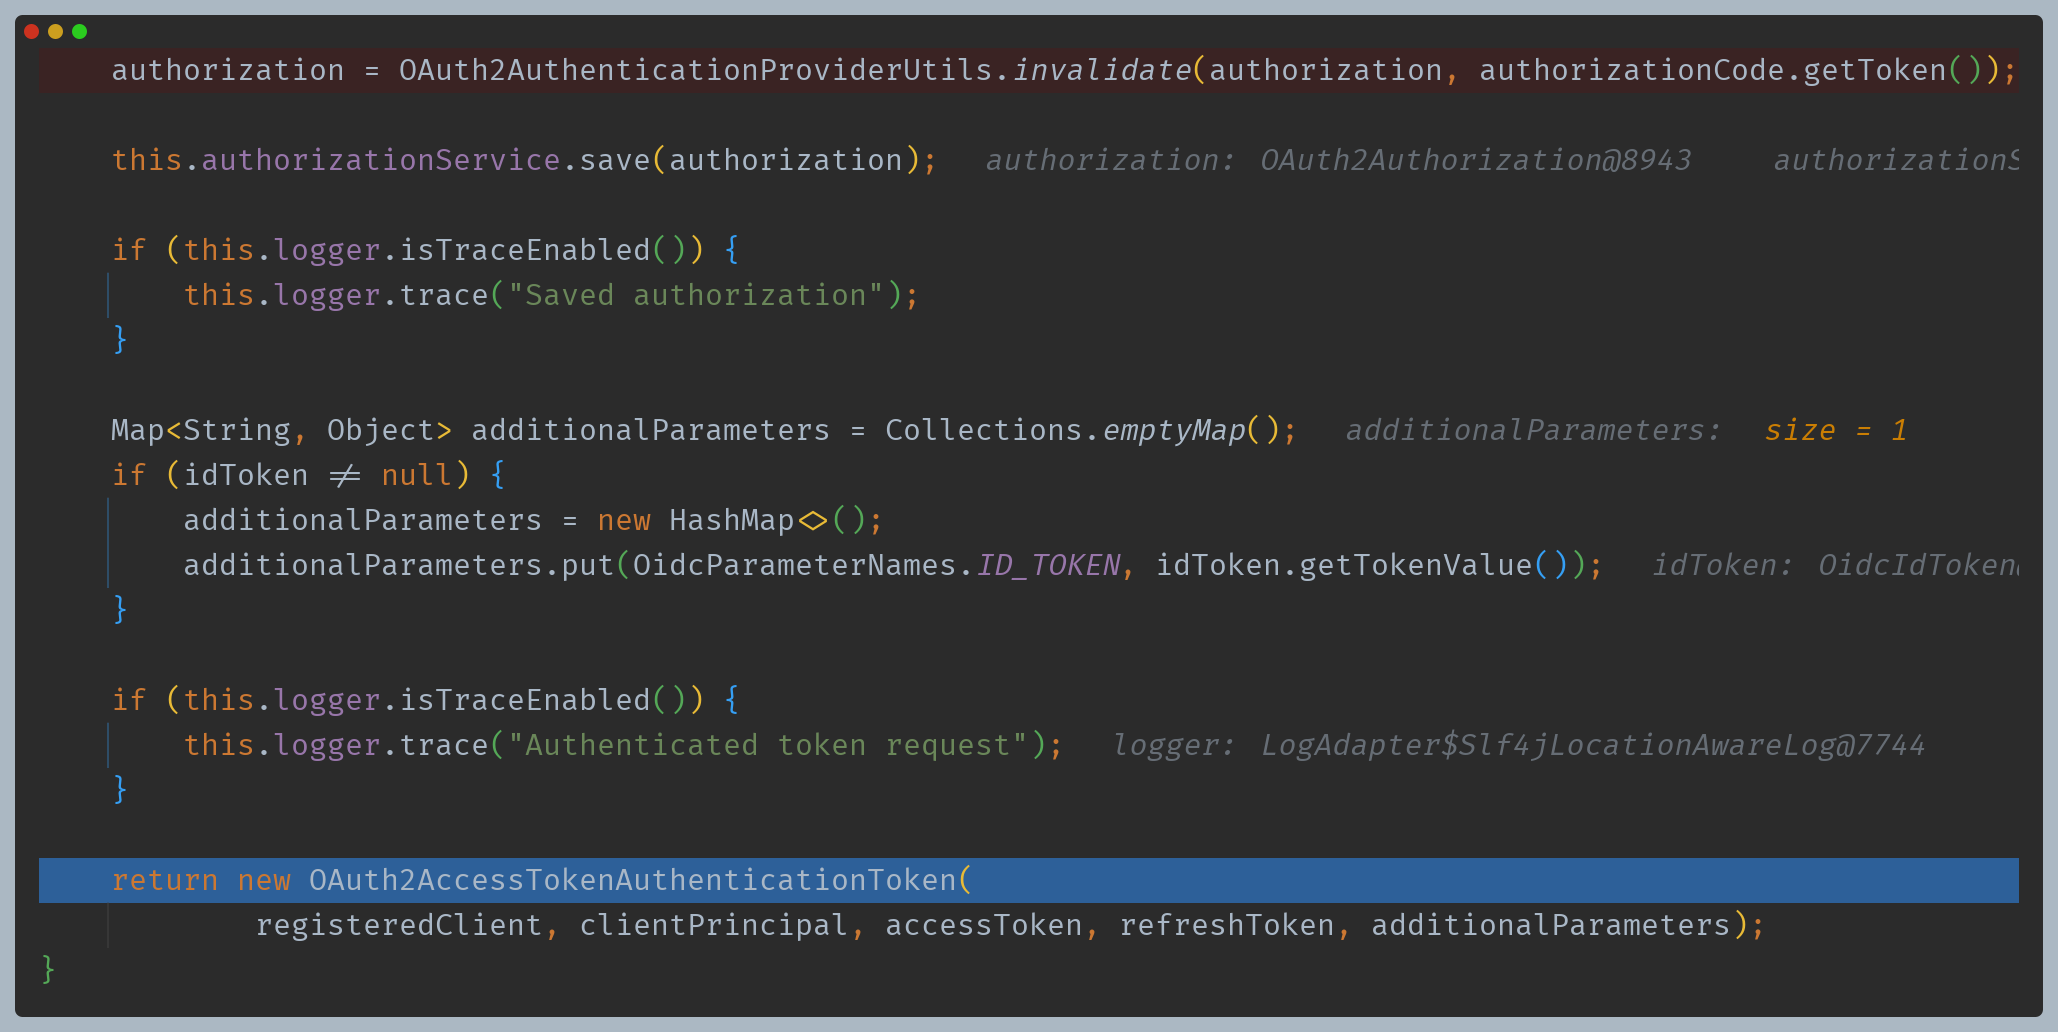 authorization = OAuth2AuthenticationProviderUtils.invalidate(authorization, authorizationCode.getToken());
this.authorizationService.save(authorization); authorization: OAuth2Authorization@8943 authorizationS
if (this.logger.isTraceEnabled()) {
this.logger.trace("Saved authorization");
}
Map<String, Object> additionalParameters = Collections.emptyMap(); additionalParameters: size = 1
if (idToken ≠ null) {
additionalParameters = new HashMap<>();
additionalParameters.put(OidcParameterNames.ID_TOKEN, idToken.getTokenValue()); idToken: OidcIdToken@
}
if (this.logger.isTraceEnabled()) {
this.logger.trace("Authenticated token request"); logger: LogAdapter$Slf4jLocationAwareLog@7744
}
return new OAuth2AccessTokenAuthenticationToken(
registeredClient, clientPrincipal, accessToken, refreshToken, additionalParameters);
}